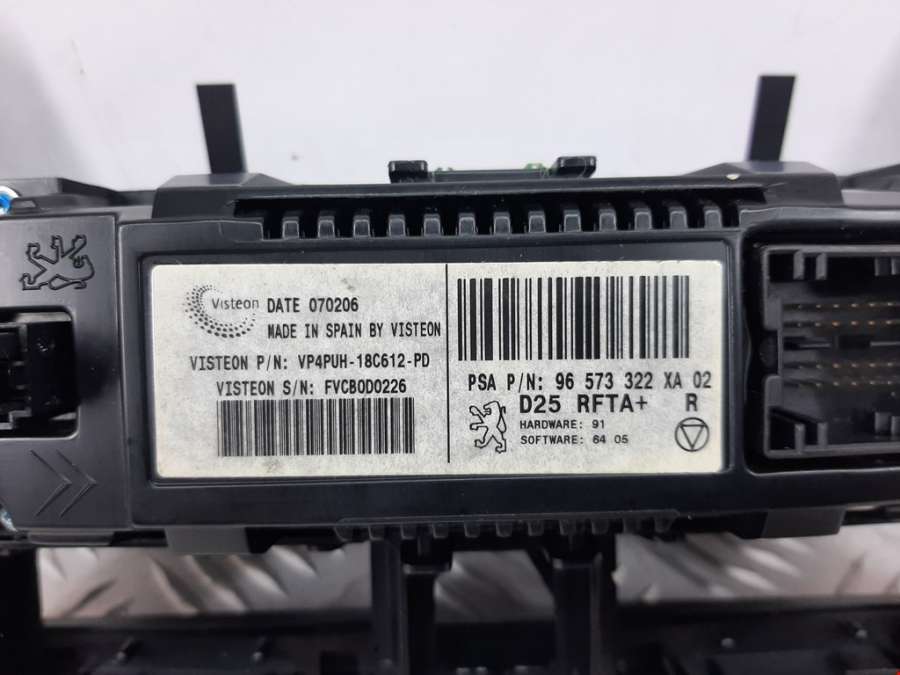 Visteon
DATE 070206
MADE IN SPAIN BY VISTEON
VISTEON P/N: VP4PUH-18C612-PD
VISTEON S/N: FVCB0D0226
PSA P/N: 96 573 322 XA 02
D25 RFTA+ R
HARDWARE: 91
SOFTWARE: 64 05